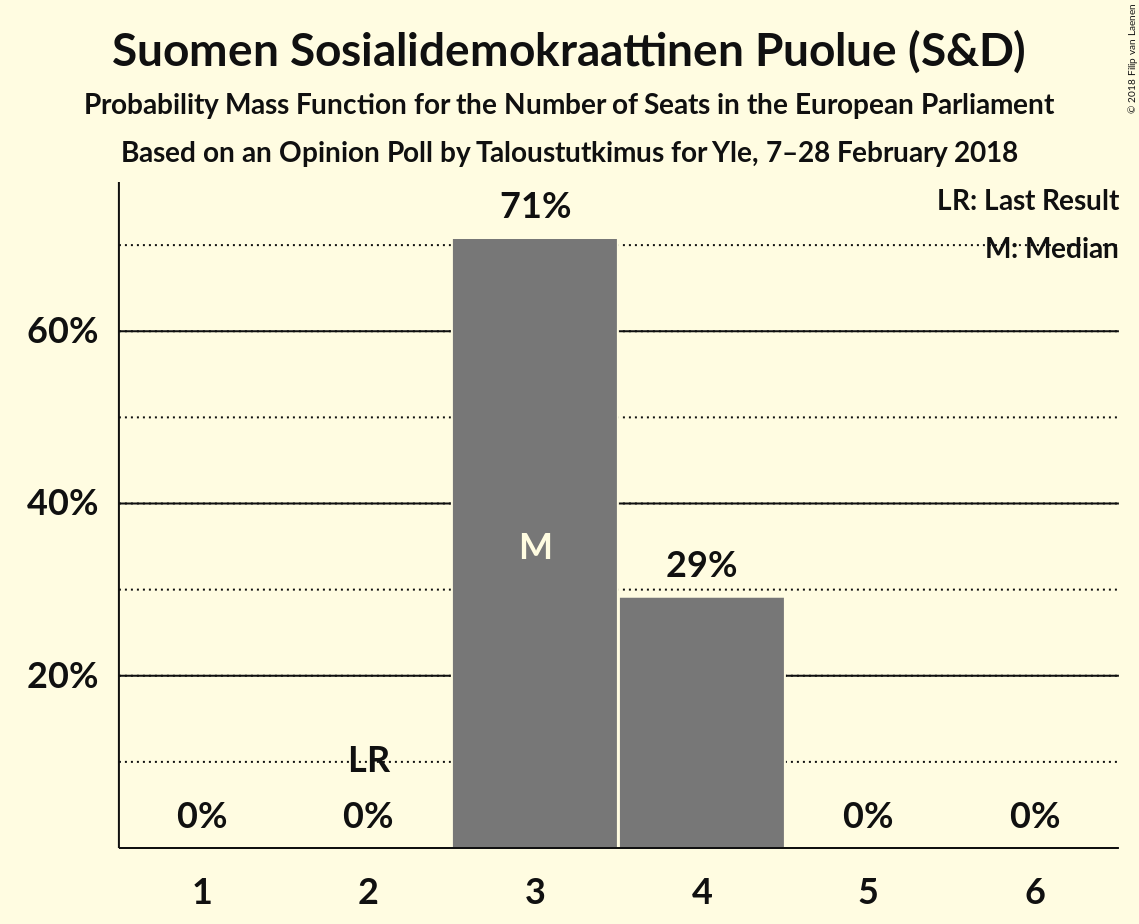 Suomen Sosialidemokraattinen Puolue (S&D)
Probability Mass Function for the Number of Seats in the European Parliament
Based on an Opinion Poll by Taloustutkimus for Yle, 7–28 February 2018
© 2018 Filip van Laenen
LR: Last Result
M: Median
71%
60%
40%
M
29%
20%
LR
0% 0% 0% 0%
1 2 3 4 5 6